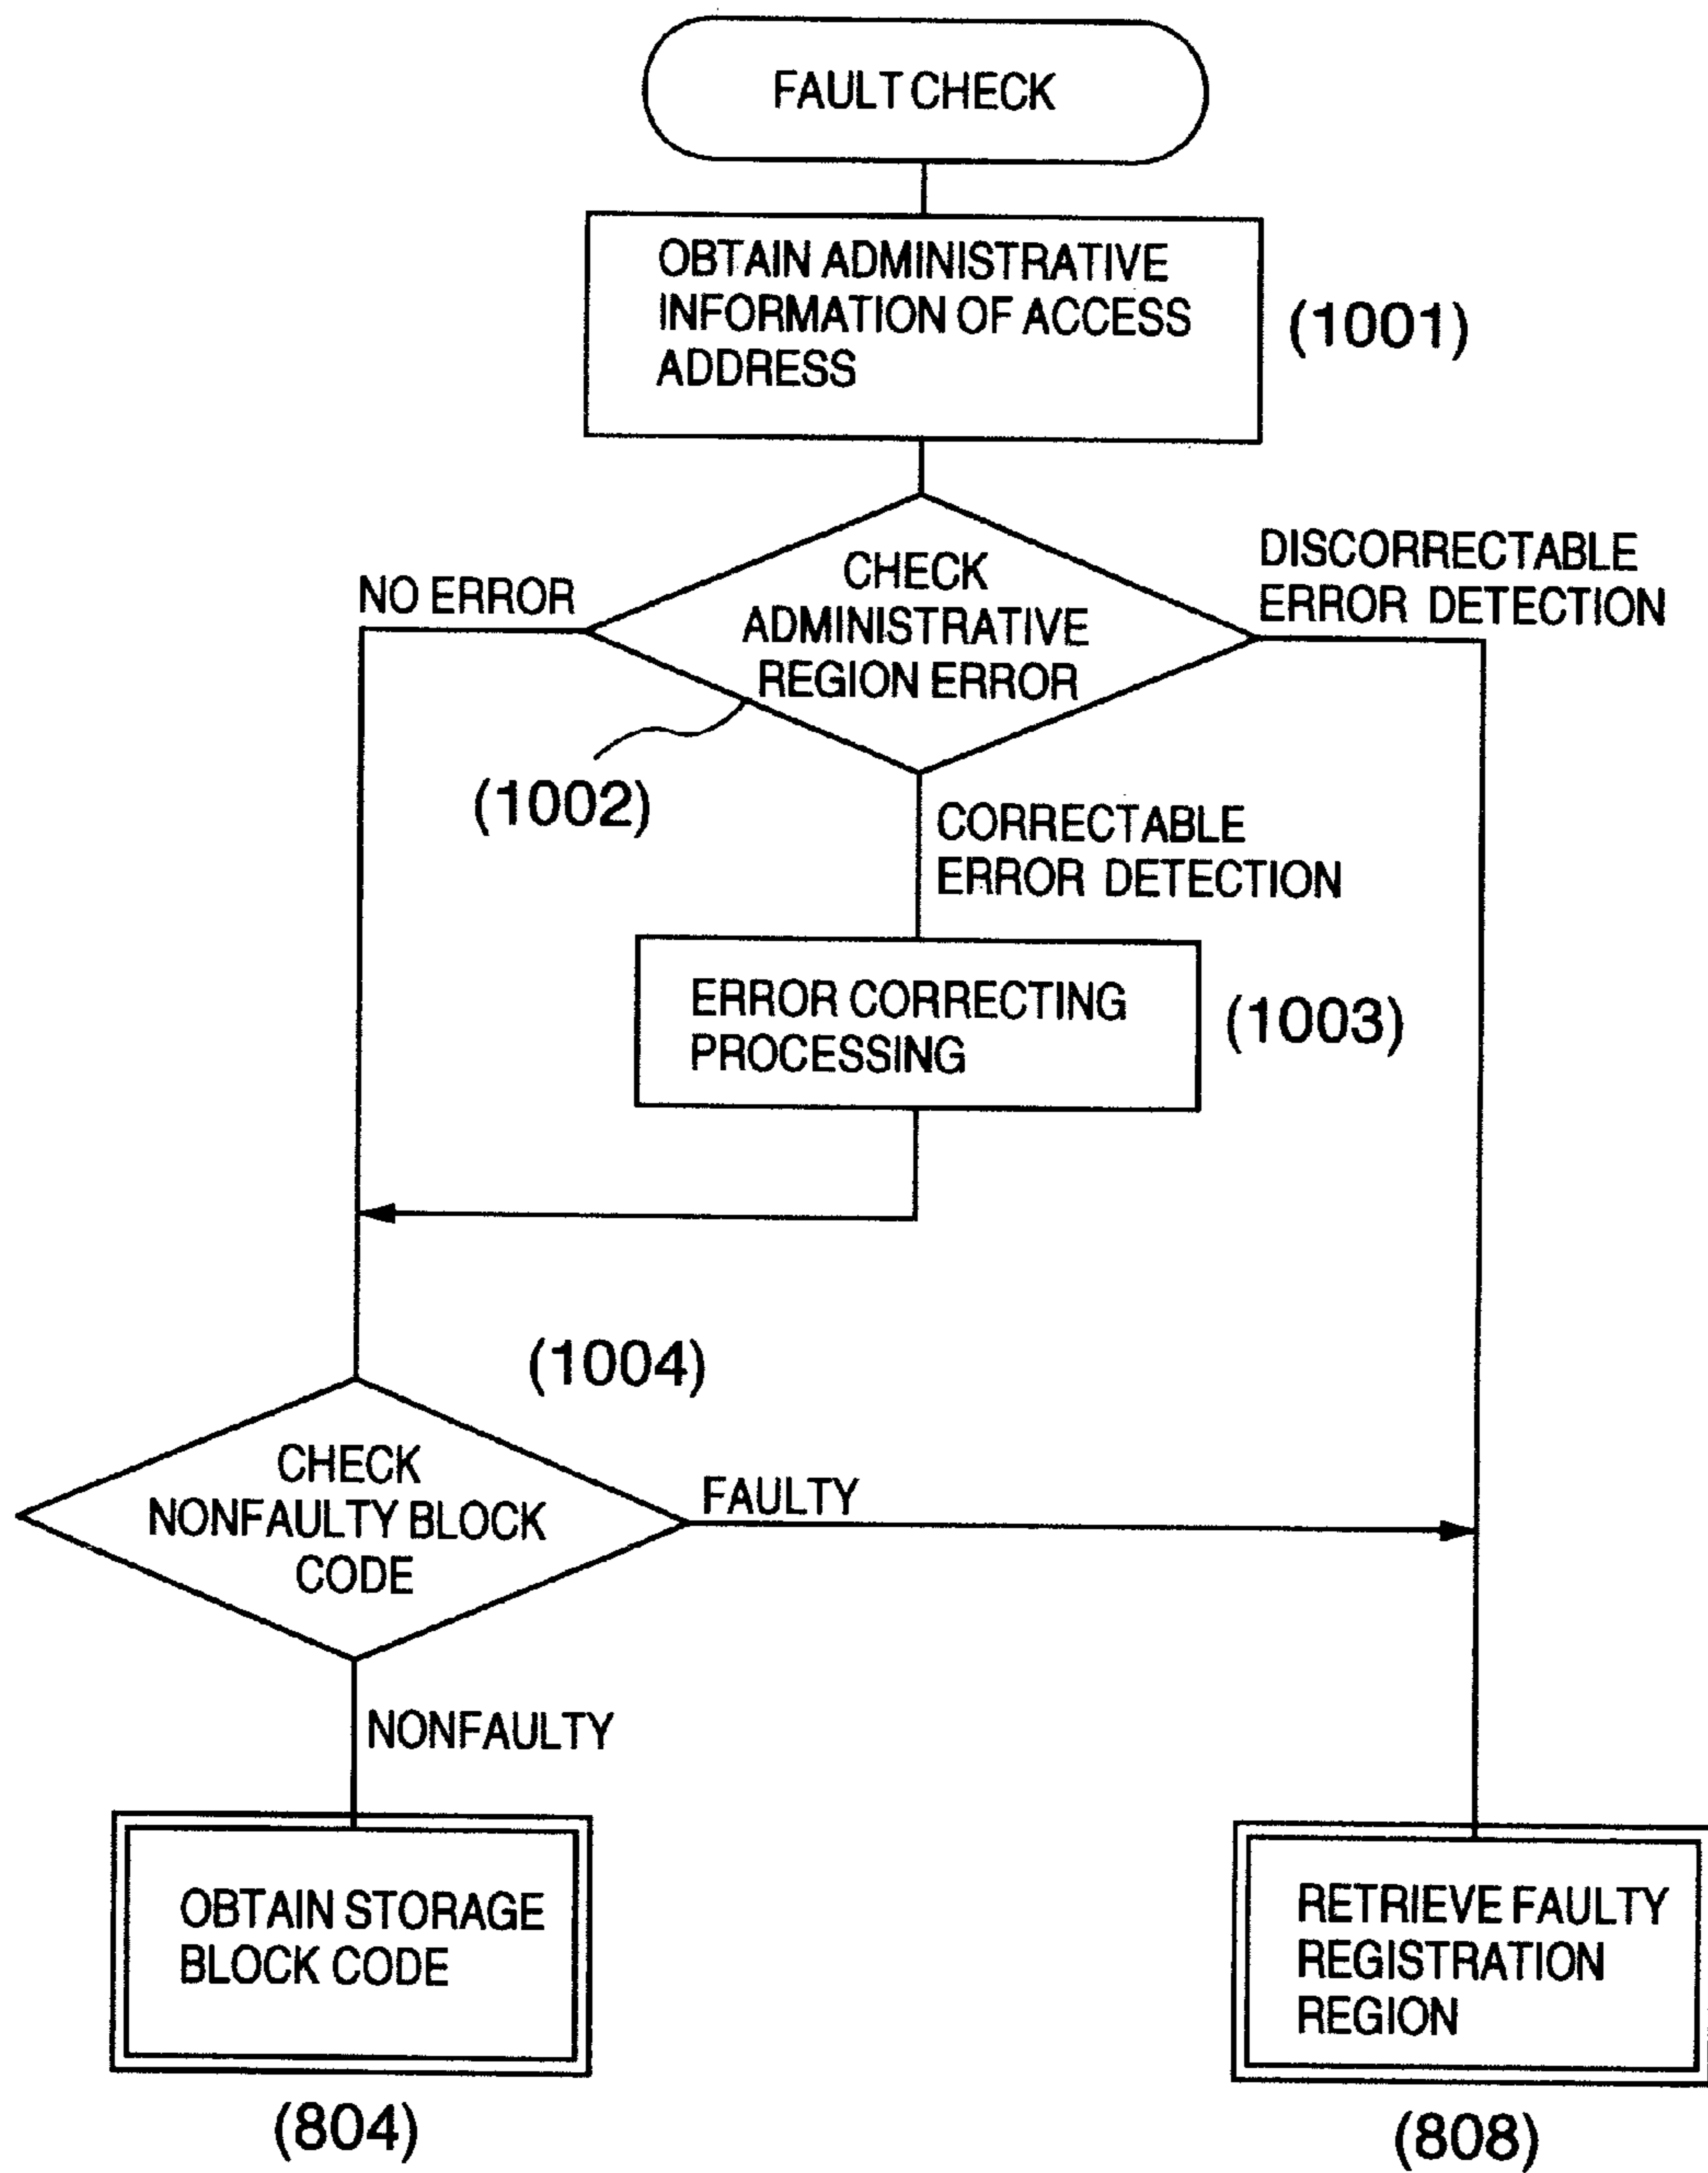 FAULT CHECK
OBTAIN ADMINISTRATIVE
INFORMATION OF ACCESS
ADDRESS
(1001)
CHECK
ADMINISTRATIVE
REGION ERROR
NO ERROR
DISCORRECTABLE
ERROR DETECTION
(1002)
CORRECTABLE
ERROR DETECTION
ERROR CORRECTING
PROCESSING
(1003)
(1004)
CHECK
NONFAULTY BLOCK
CODE
FAULTY
NONFAULTY
OBTAIN STORAGE
BLOCK CODE
(804)
RETRIEVE FAULTY
REGISTRATION
REGION
(808)